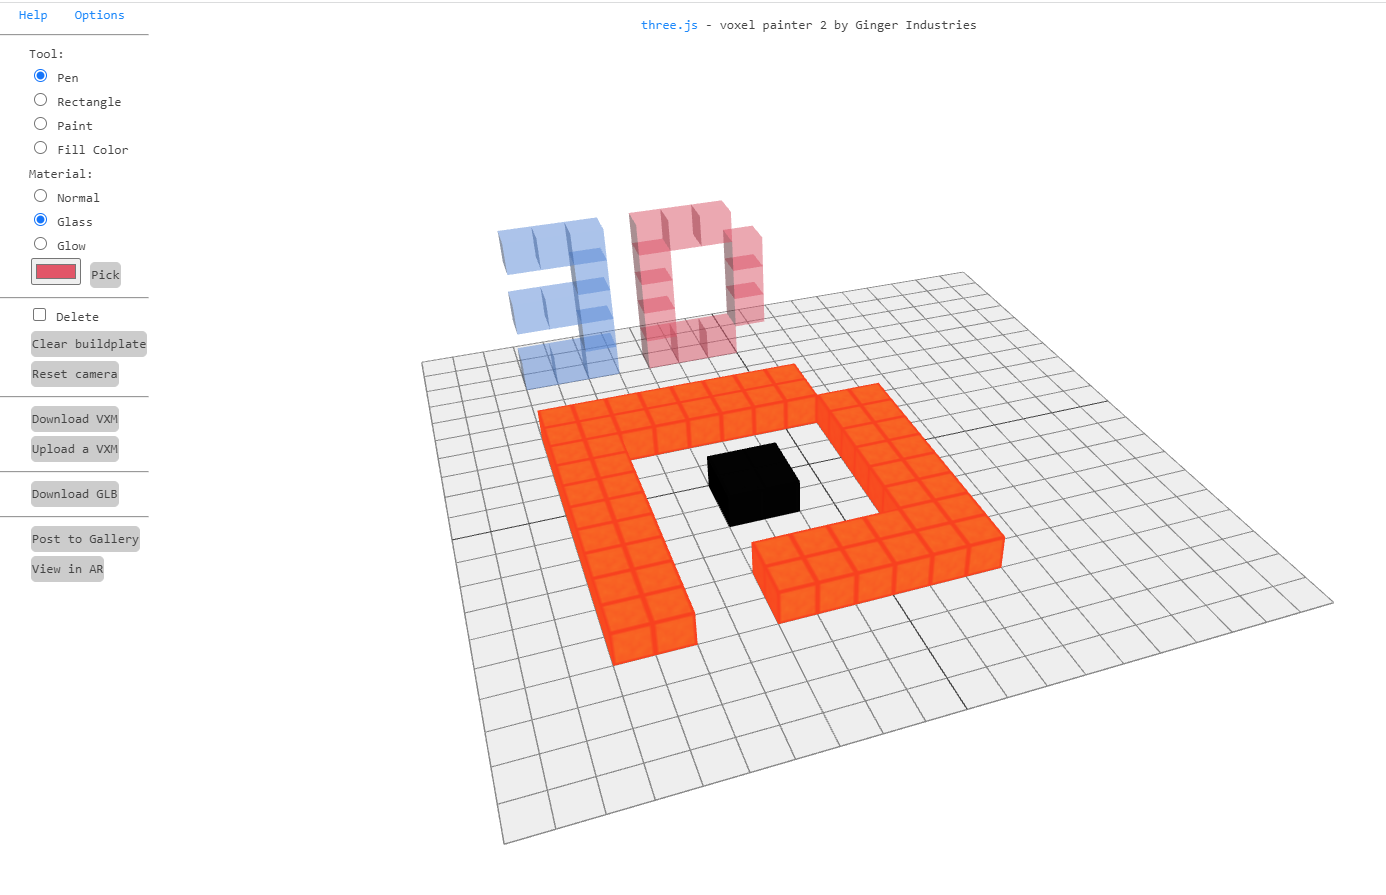 Help Options
three.js - voxel painter 2 by Ginger Industries
Tool:
Pen
Rectangle
Paint
Fill Color
Material:
Normal
Glass
Glow
Pick
Delete
Clear buildplate
Reset camera
Download VXM
Upload a VXM
Download GLB
Post to Gallery
View in AR
3D